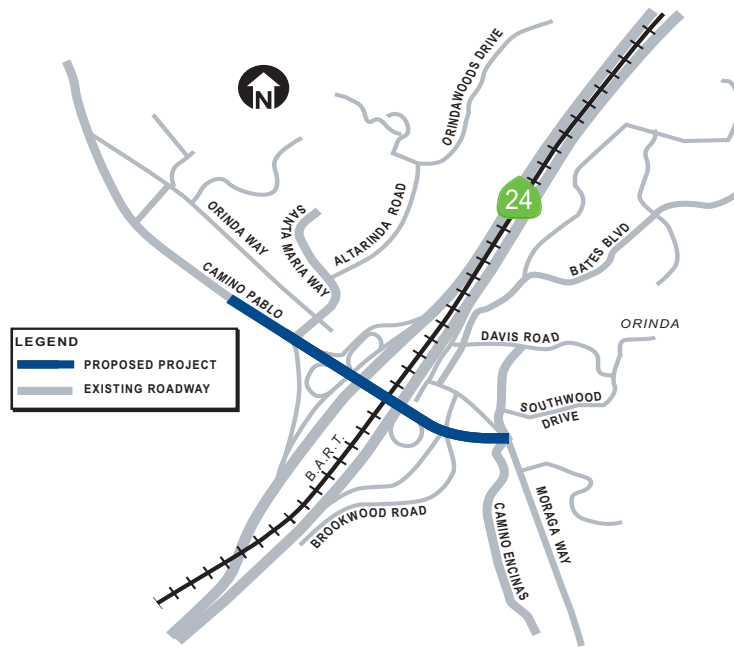 ORINDAWOODS DRIVE
N
24
SANTA MARIA WAY
ORINDA WAY
ALTARINDA ROAD
BATES BLVD
CAMINO PABLO
ORINDA
DAVIS ROAD
LEGEND
PROPOSED PROJECT
EXISTING ROADWAY
SOUTHWOOD
DRIVE
B.A.R.T.
BROOKWOOD ROAD
CAMINO ENCINAS
MORAGA WAY